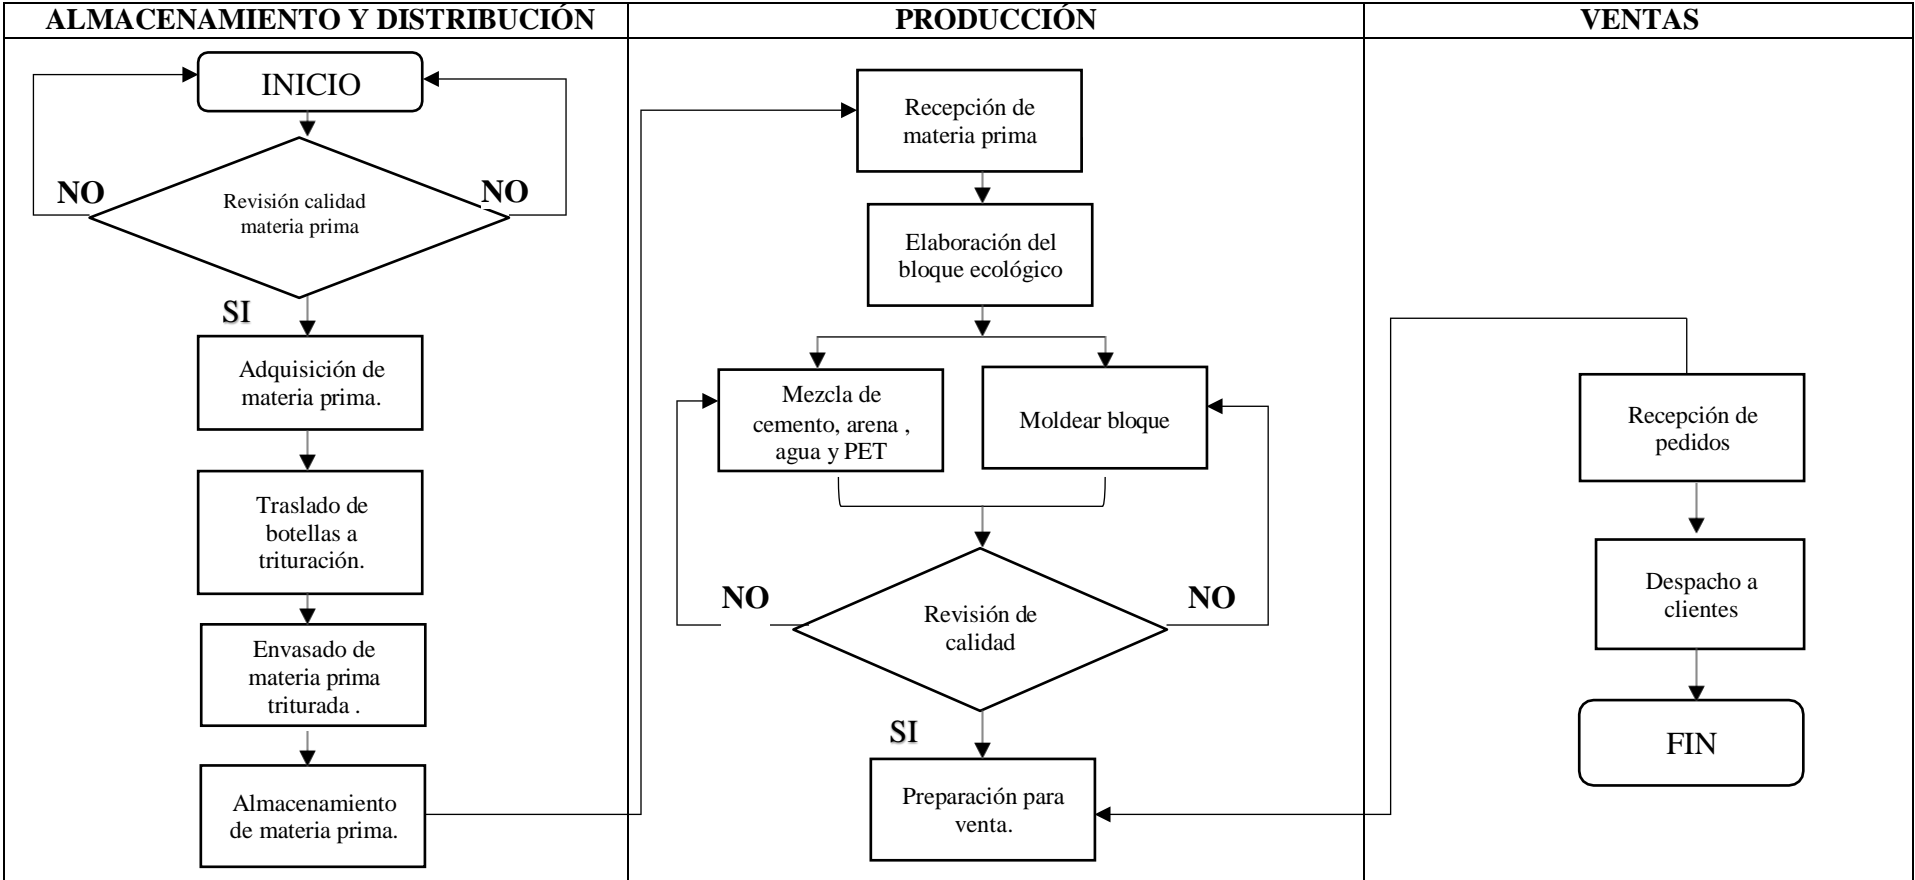 ALMACENAMIENTO Y DISTRIBUCIÓN
PRODUCCIÓN
VENTAS
INICIO
NO
NO
Revisión calidad
materia prima
SI
Adquisición de
materia prima.
Traslado de
botellas a
trituración.
Envasado de
materia prima
triturada .
Almacenamiento
de materia prima.
Recepción de
materia prima
Elaboración del
bloque ecológico
Mezcla de
cemento, arena ,
agua y PET
Moldear bloque
NO
NO
Revisión de
calidad
SI
Preparación para
venta.
Recepción de
pedidos
Despacho a
clientes
FIN